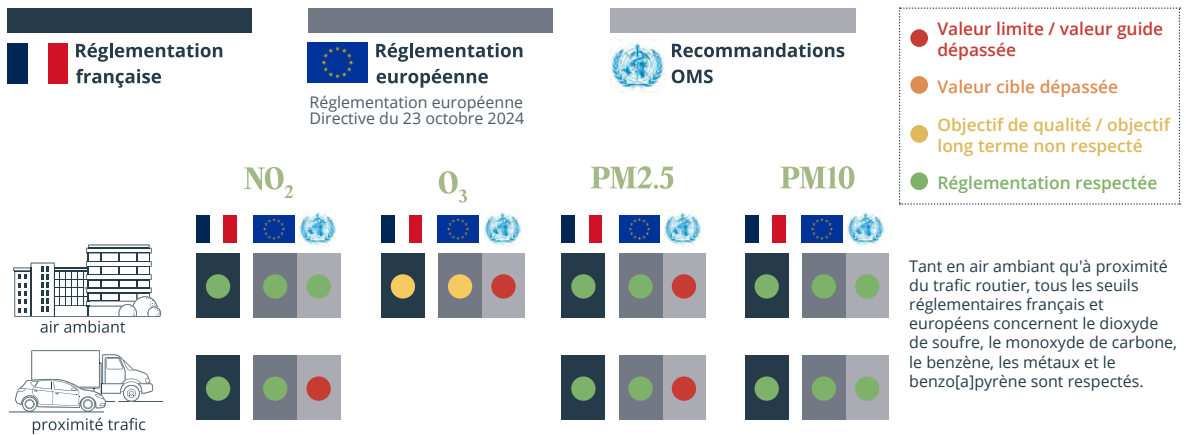 Réglementation
française
Réglementation
européenne
Réglementation européenne
Directive du 23 octobre 2024
Recommandations
OMS
Valeur limite / valeur guide
dépassée
Valeur cible dépassée
Objectif de qualité / objectif
long terme non respecté
Réglementation respectée
NO2
O3
PM2.5
PM10
air ambiant
proximité trafic
Tant en air ambiant qu'à proximité
du trafic routier, tous les seuils
réglementaires français et
européens concernent le dioxyde
de soufre, le monoxyde de carbone,
le benzène, les métaux et le
benzo[a]pyrène sont respectés.